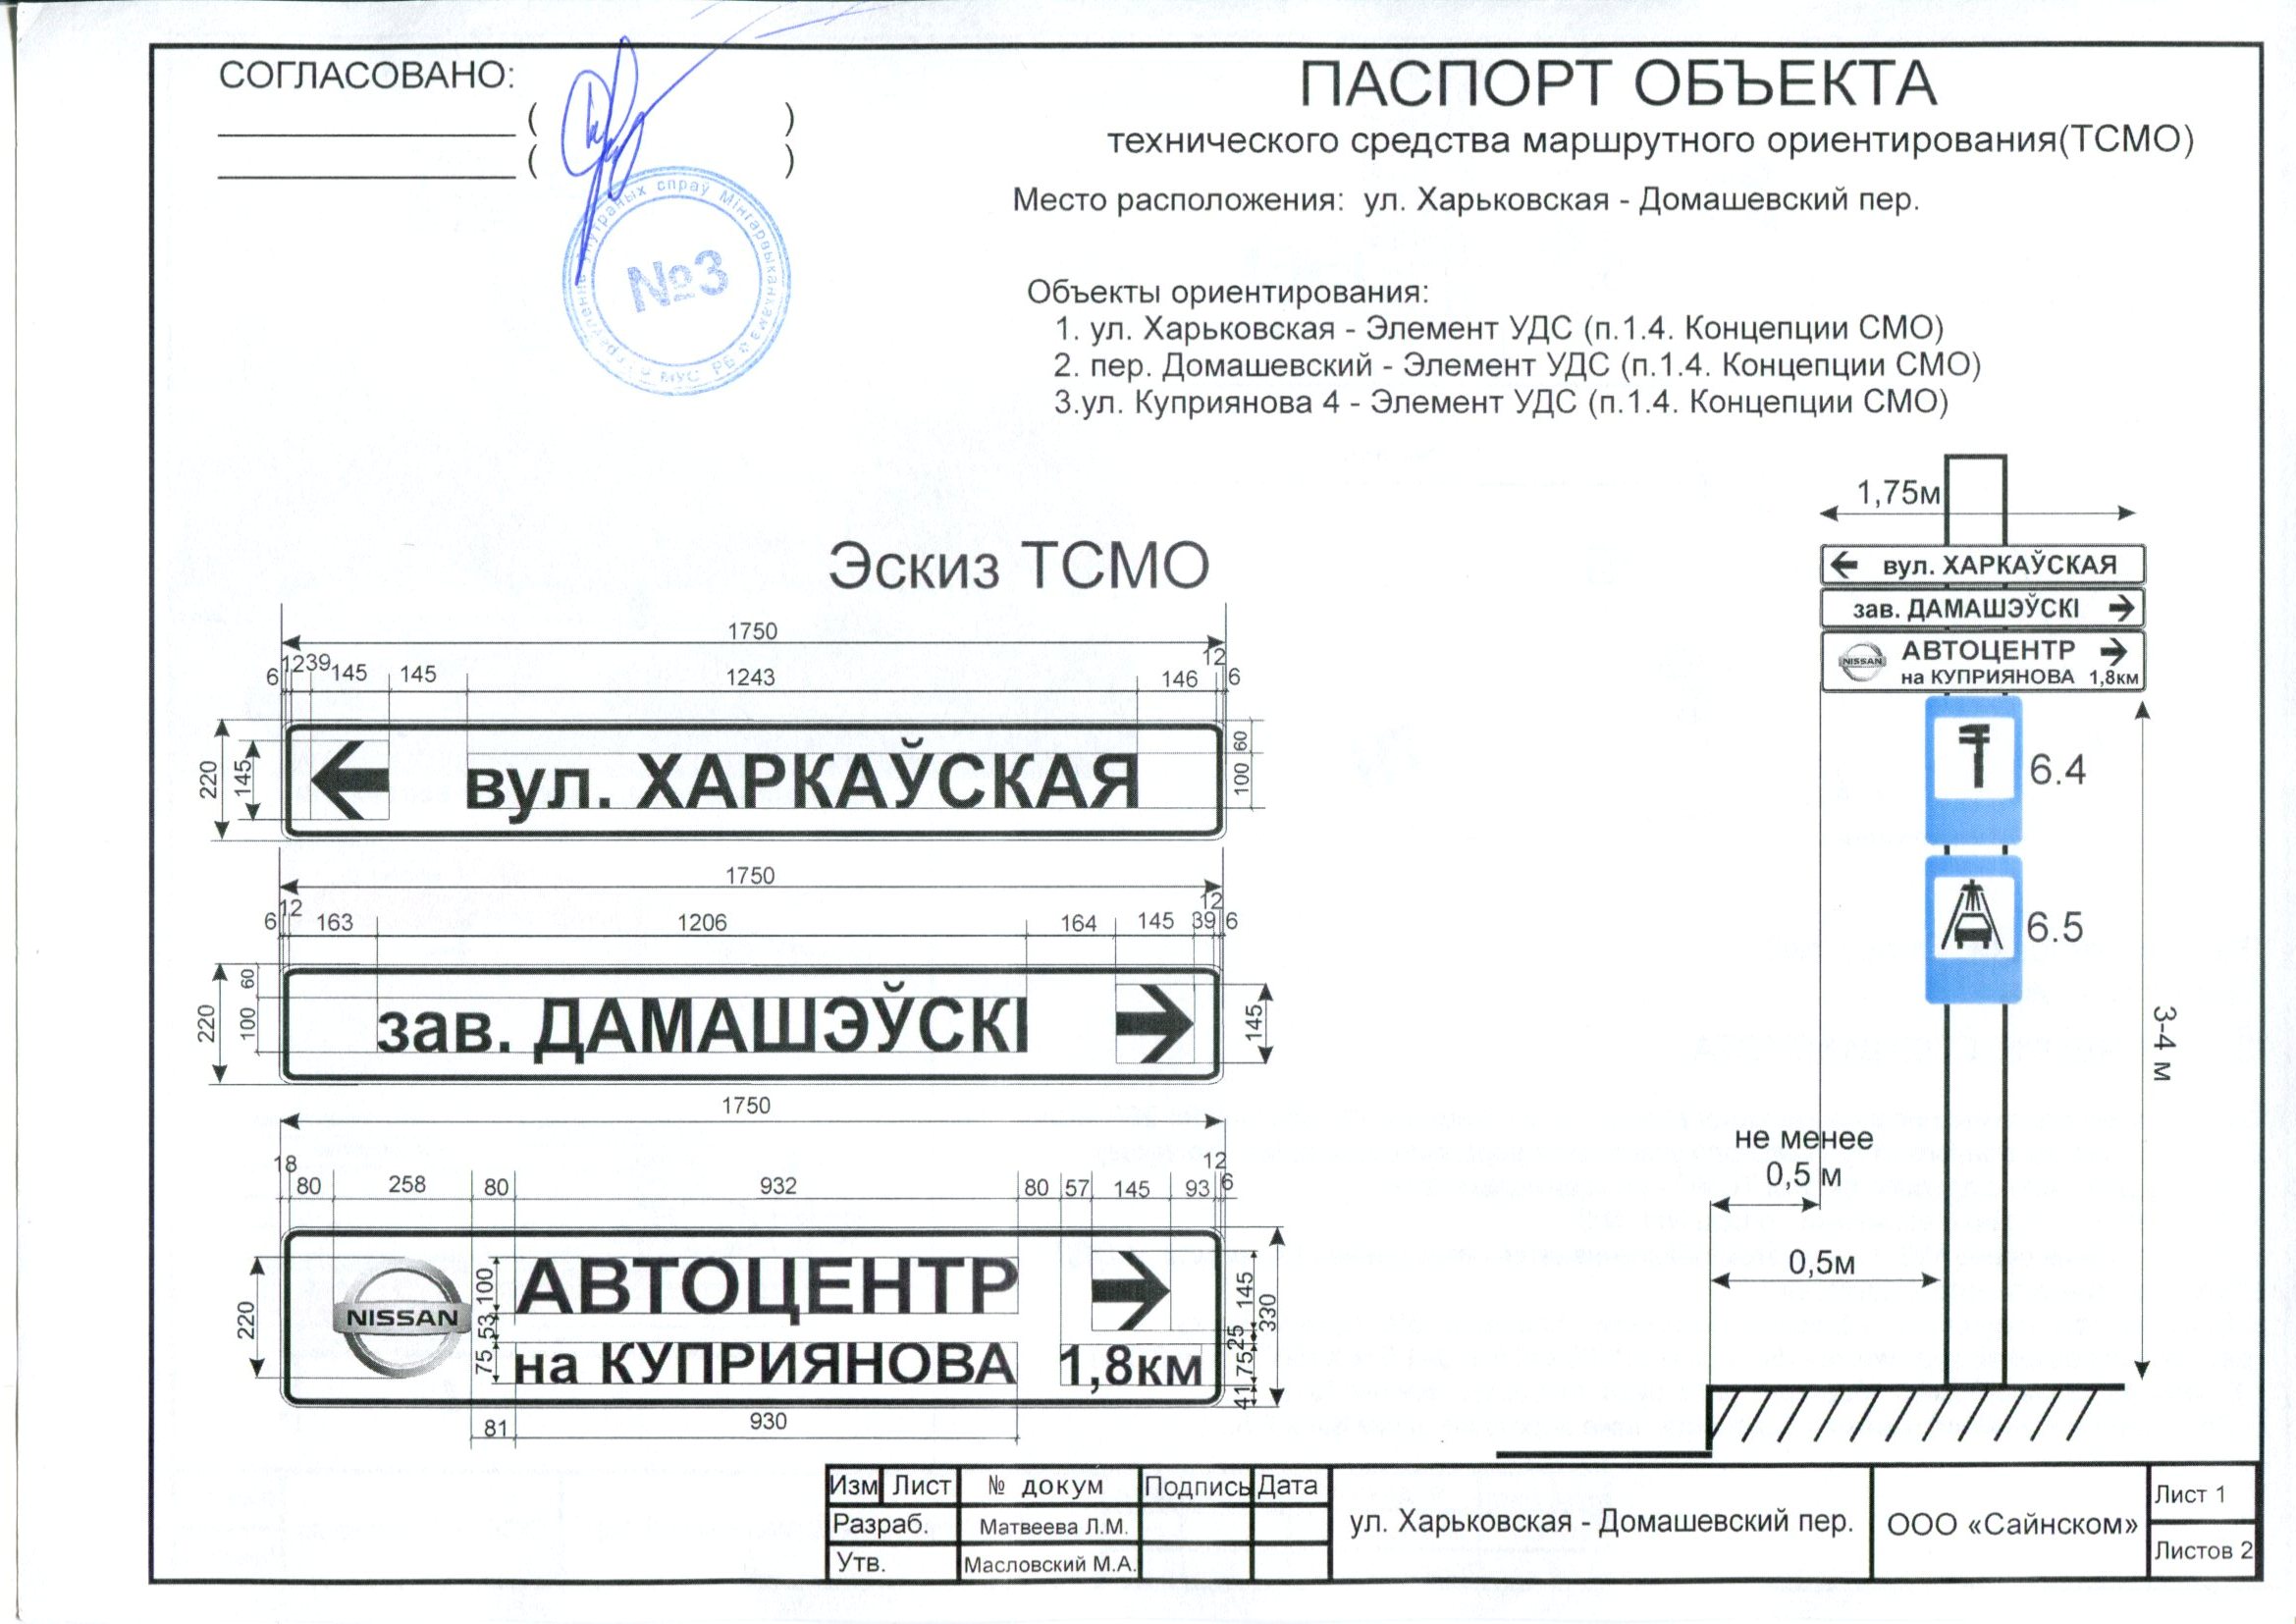 СОГЛАСОВАНО:
( )
( )
ПАСПОРТ ОБЪЕКТА
технического средства маршрутного ориентирования(ТСМО)
Место расположения: ул. Харьковская - Домашевский пер.
Объекты ориентирования:
1. ул. Харьковская - Элемент УДС (п.1.4. Концепции СМО)
2. пер. Домашевский - Элемент УДС (п.1.4. Концепции СМО)
3.ул. Куприянова 4 - Элемент УДС (п.1.4. Концепции СМО)
унутраных спраў Мінгарвыканкама
МУС РБ
№3
Эскиз ТСМО
1750
6 12 39 145 145 1243 146 12 6
220 145
вул. ХАРКАЎСКАЯ
60 100
1750
6 12 163 1206 164 145 39 12 6
220 60 100
зав. ДАМАШЭЎСКІ
145
1750
18 80 258 80 932 80 57 145 93 12 6
220
NISSAN
100 53 75
АВТОЦЕНТР
на КУПРИЯНОВА 1,8км
145 25 75 41 330
81 930
1,75м
вул. ХАРКАЎСКАЯ
зав. ДАМАШЭЎСКІ
NISSAN
АВТОЦЕНТР
на КУПРИЯНОВА 1,8км
6.4
6.5
3-4 м
не менее
0,5 м
0,5м
Изм Лист № докум Подпись Дата
Разраб. Матвеева Л.М.
Утв. Масловский М.А.
ул. Харьковская - Домашевский пер.
ООО «Сайнском»
Лист 1
Листов 2